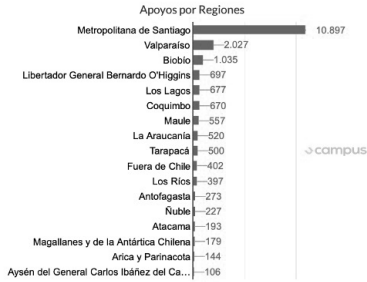 Apoyos por Regiones
Metropolitana de Santiago 10.897
Valparaíso 2.027
Biobío 1.035
Libertador General Bernardo O'Higgins 697
Los Lagos 677
Coquimbo 670
Maule 557
La Araucanía 520
Tarapacá 500
Fuera de Chile 402
Los Ríos 397
Antofagasta 273
Ñuble 227
Atacama 193
Magallanes y de la Antártica Chilena 179
Arica y Parinacota 144
Aysén del General Carlos Ibáñez del Ca... 106
campus